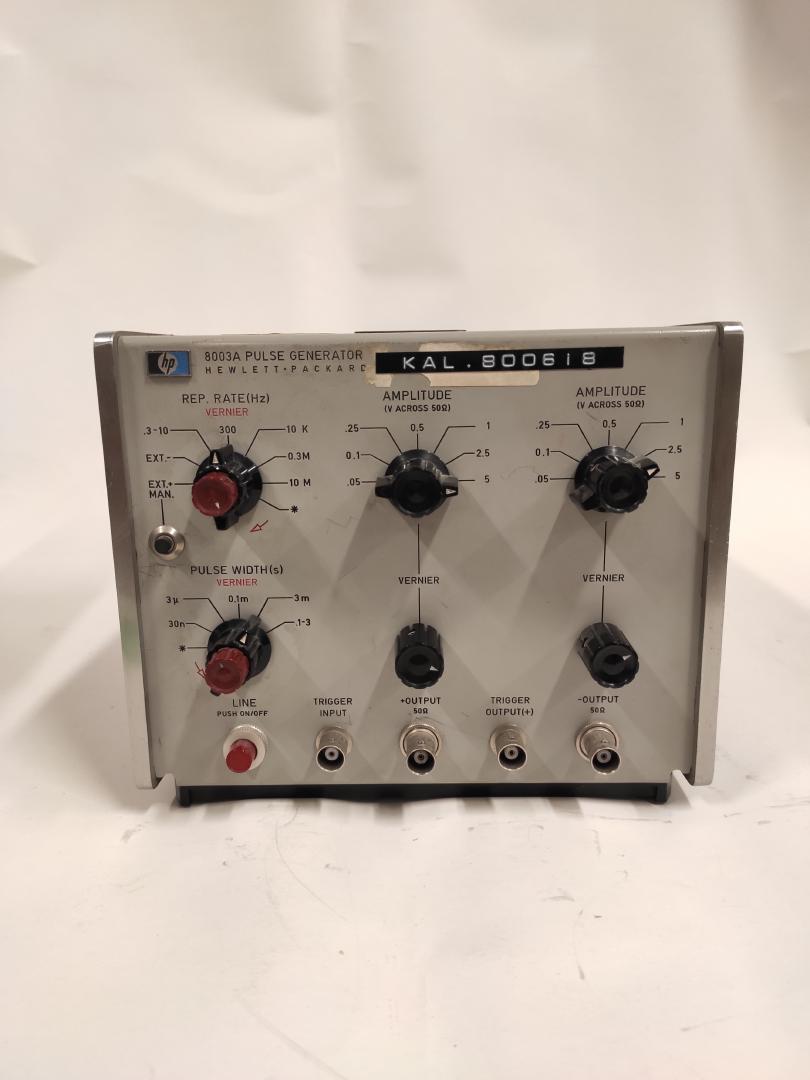 hp
8003A PULSE GENERATOR
HEWLETT·PACKARD
KAL.8006i8
REP. RATE(Hz)
VERNIER
.3-10
300
10 K
EXT.-
0.3M
EXT.+
10 M
MAN.
*
AMPLITUDE
(V ACROSS 50Ω)
.25
0.5
1
0.1
2.5
.05
5
VERNIER
AMPLITUDE
(V ACROSS 50Ω)
.25
0.5
1
0.1
2.5
.05
5
VERNIER
PULSE WIDTH(s)
VERNIER
3μ
0.1m
3m
30n
.1-3
*
LINE
PUSH ON/OFF
TRIGGER
INPUT
+OUTPUT
50Ω
TRIGGER
OUTPUT(+)
-OUTPUT
50Ω